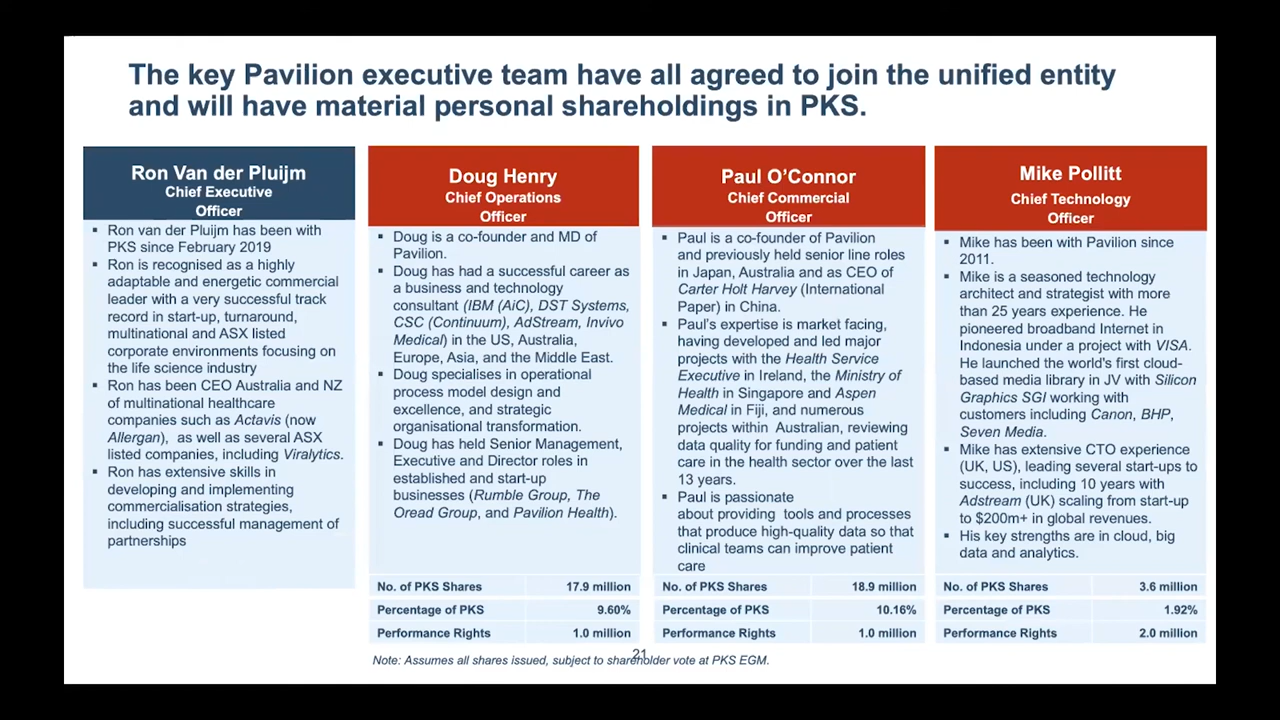 The key Pavilion executive team have all agreed to join the unified entity
and will have material personal shareholdings in PKS.
Ron Van der Pluijm
Chief Executive
Officer
▪ Ron van der Pluijm has been with
PKS since February 2019
▪ Ron is recognised as a highly
adaptable and energetic commercial
leader with a very successful track
record in start-up, turnaround,
multinational and ASX listed
corporate environments focusing on
the life science industry
▪ Ron has been CEO Australia and NZ
of multinational healthcare
companies such as Actavis (now
Allergan), as well as several ASX
listed companies, including Viralytics.
▪ Ron has extensive skills in
developing and implementing
commercialisation strategies,
including successful management of
partnerships
Doug Henry
Chief Operations
Officer
▪ Doug is a co-founder and MD of
Pavilion.
▪ Doug has had a successful career as
a business and technology
consultant (IBM (AiC), DST Systems,
CSC (Continuum), AdStream, Invivo
Medical) in the US, Australia,
Europe, Asia, and the Middle East.
▪ Doug specialises in operational
process model design and
excellence, and strategic
organisational transformation.
▪ Doug has held Senior Management,
Executive and Director roles in
established and start-up
businesses (Rumble Group, The
Oread Group, and Pavilion Health).
No. of PKS Shares 17.9 million
Percentage of PKS 9.60%
Performance Rights 1.0 million
Paul O’Connor
Chief Commercial
Officer
▪ Paul is a co-founder of Pavilion
and previously held senior line roles
in Japan, Australia and as CEO of
Carter Holt Harvey (International
Paper) in China.
▪ Paul’s expertise is market facing,
having developed and led major
projects with the Health Service
Executive in Ireland, the Ministry of
Health in Singapore and Aspen
Medical in Fiji, and numerous
projects within Australian, reviewing
data quality for funding and patient
care in the health sector over the last
13 years.
▪ Paul is passionate
about providing tools and processes
that produce high-quality data so that
clinical teams can improve patient
care
No. of PKS Shares 18.9 million
Percentage of PKS 10.16%
Performance Rights 1.0 million
Mike Pollitt
Chief Technology
Officer
▪ Mike has been with Pavilion since
2011.
▪ Mike is a seasoned technology
architect and strategist with more
than 25 years experience. He
pioneered broadband Internet in
Indonesia under a project with VISA.
He launched the world's first cloud-
based media library in JV with Silicon
Graphics SGI working with
customers including Canon, BHP,
Seven Media.
▪ Mike has extensive CTO experience
(UK, US), leading several start-ups to
success, including 10 years with
Adstream (UK) scaling from start-up
to $200m+ in global revenues.
▪ His key strengths are in cloud, big
data and analytics.
No. of PKS Shares 3.6 million
Percentage of PKS 1.92%
Performance Rights 2.0 million
21
Note: Assumes all shares issued, subject to shareholder vote at PKS EGM.